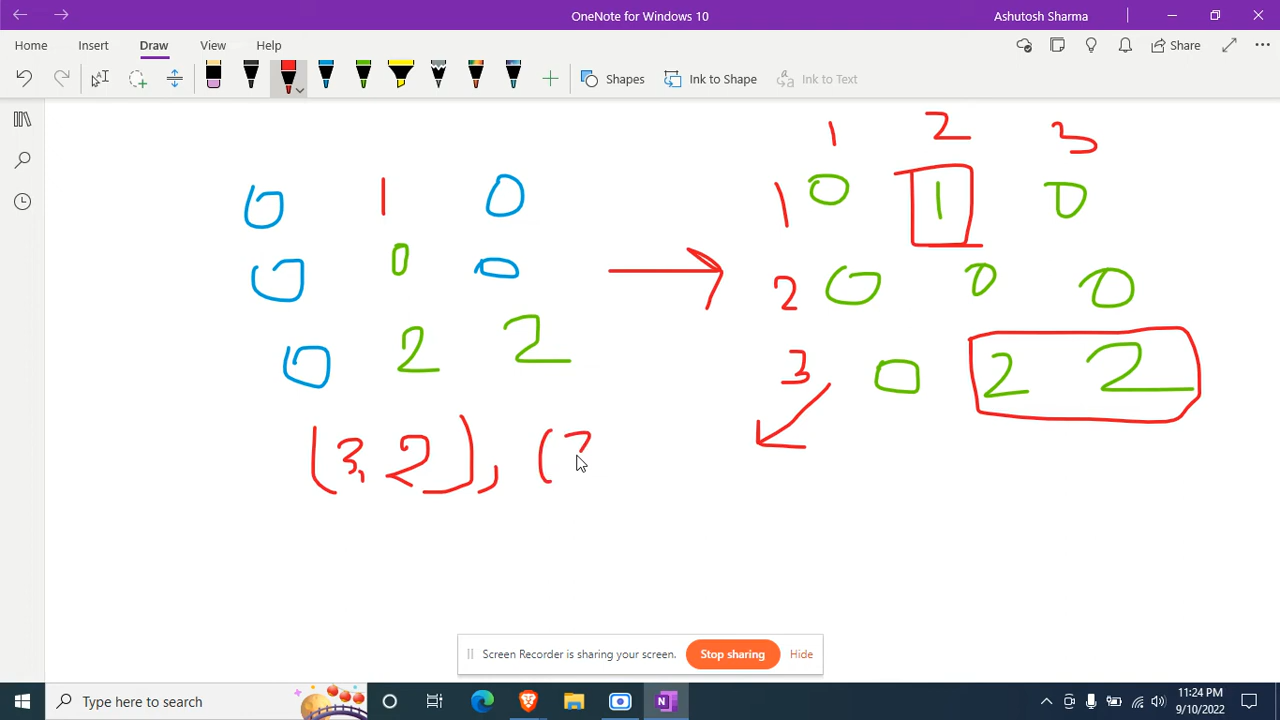 OneNote for Windows 10
Ashutosh Sharma
Home Insert Draw View Help
Share
Shapes Ink to Shape Ink to Text
1 2 3
0 1 0 1 0 1 0
0 0 0 2 0 0 0
0 2 2 3 0 2 2
(3, 2), (
Screen Recorder is sharing your screen. Stop sharing Hide
Type here to search
11:24 PM
9/10/2022